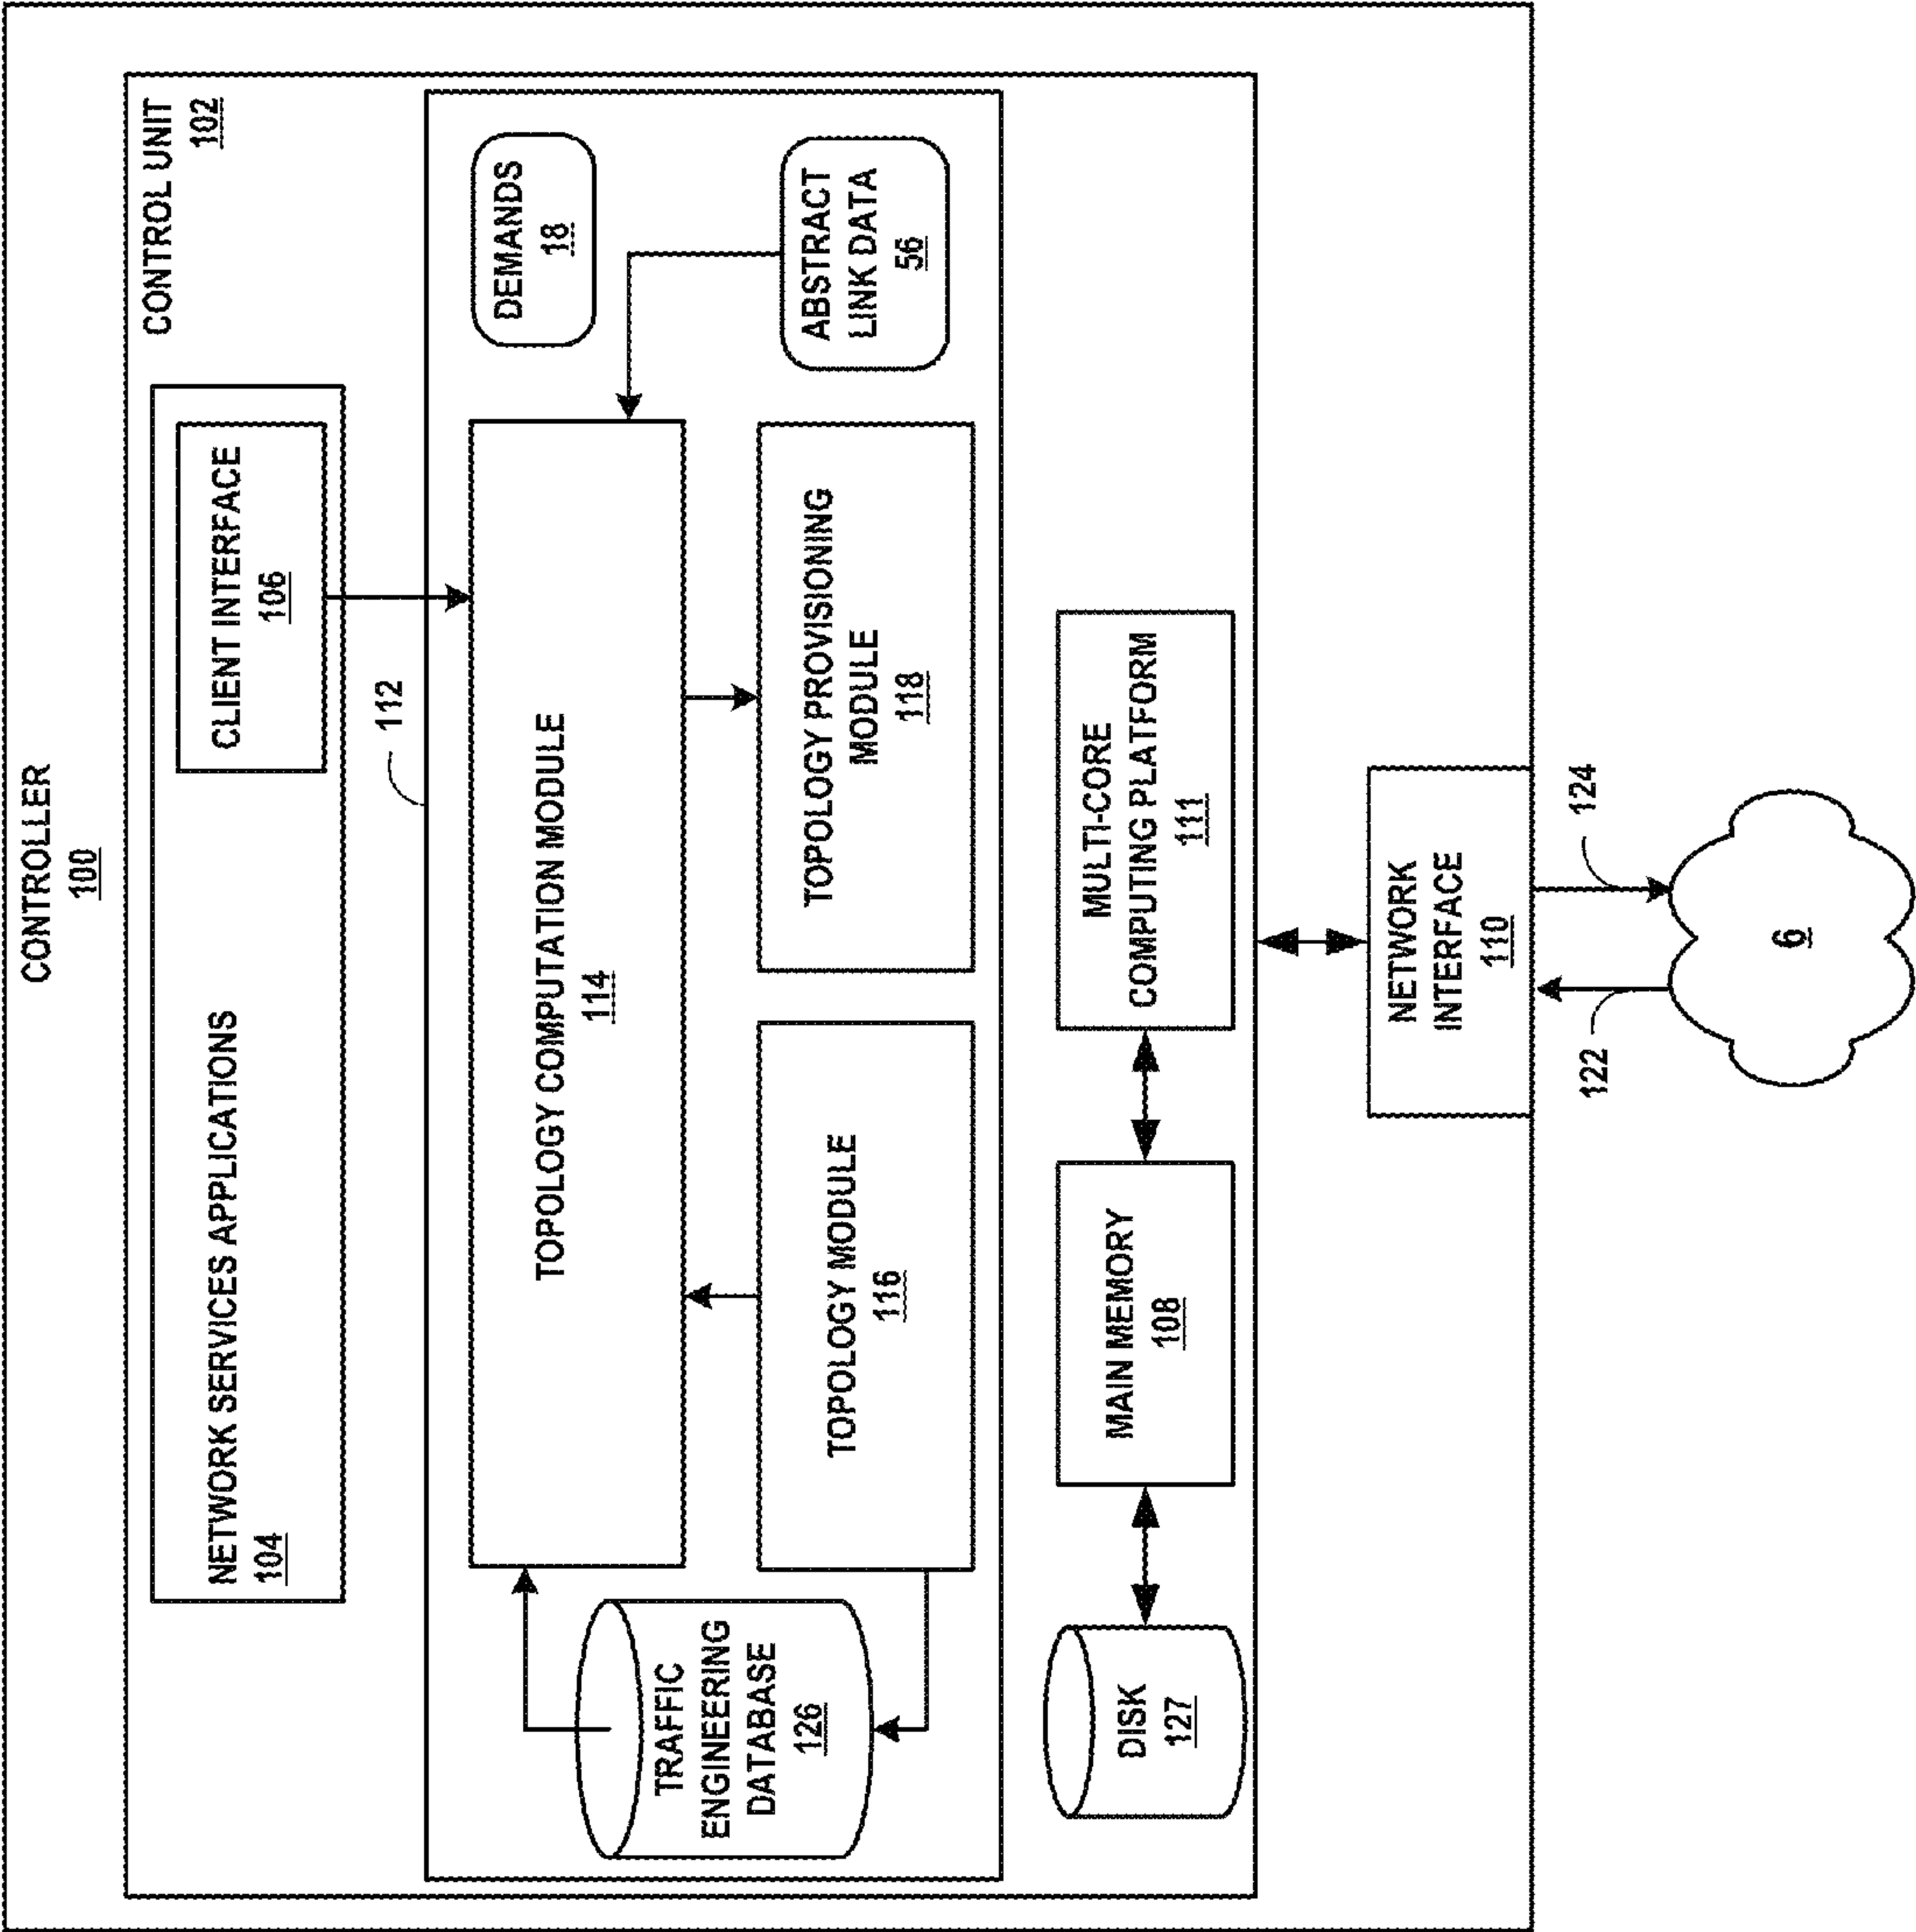 CONTROLLER
100
CONTROL UNIT
102
NETWORK SERVICES APPLICATIONS
104
CLIENT INTERFACE
106
112
TRAFFIC
ENGINEERING
DATABASE
126
TOPOLOGY COMPUTATION MODULE
114
DEMANDS
18
TOPOLOGY MODULE
116
TOPOLOGY PROVISIONING
MODULE
118
ABSTRACT
LINK DATA
56
DISK
127
MAIN MEMORY
108
MULTI-CORE
COMPUTING PLATFORM
111
NETWORK
INTERFACE
110
122
124
6